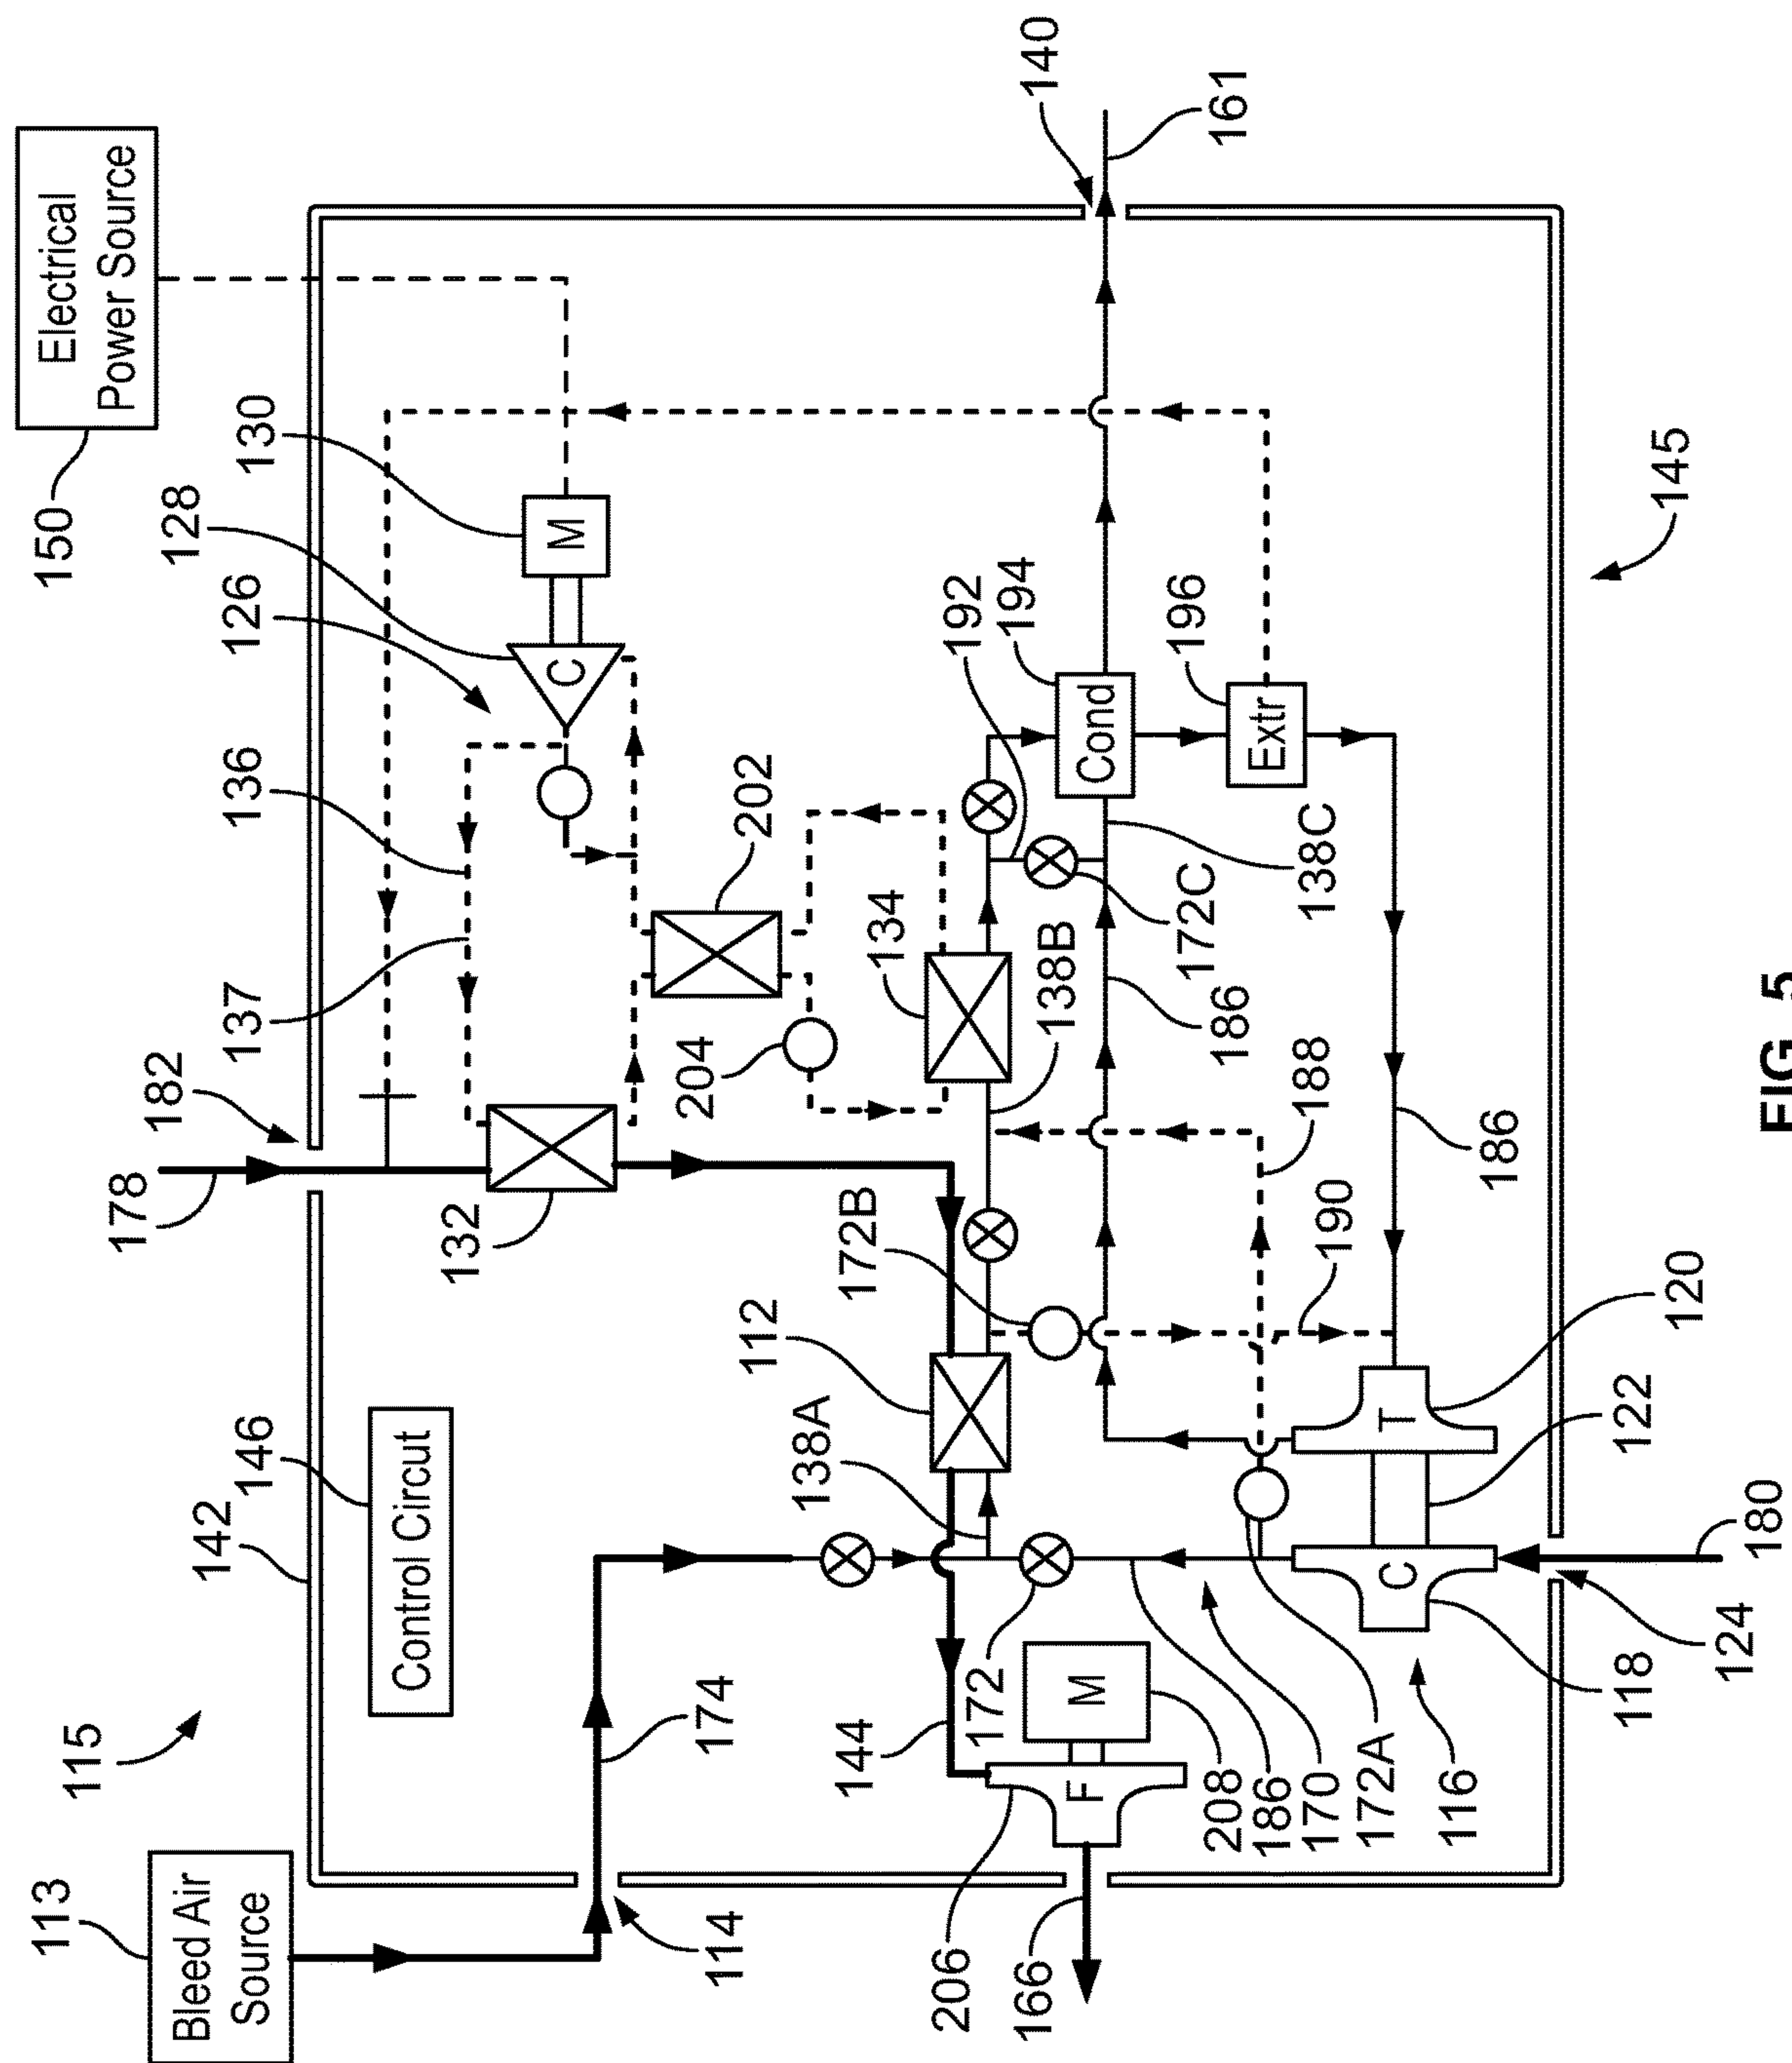 113
150
Electrical
Power Source
Bleed Air
Source
115
178
182
128
142
137
136
126
146
130
Control Circut
132
C
M
204
174
114
202
112
138A
144
172B
134
206
172
192
194
166
140
138B
F
M
Cond
196
172C
208
186
161
186
Extr
170
188
138C
190
172A
C
T
120
116
186
118
122
145
124
180
FIG. 5